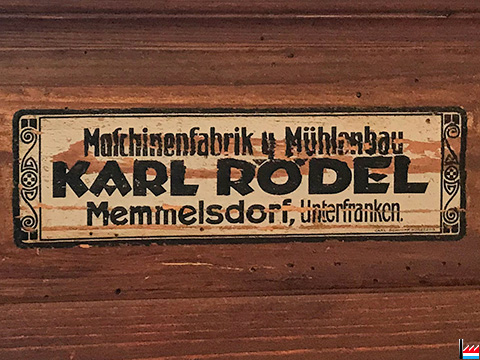 Maſchinenfabrik u Mühlenbau
KARL RÖDEL
Memmelsdorf, Unterfranken.